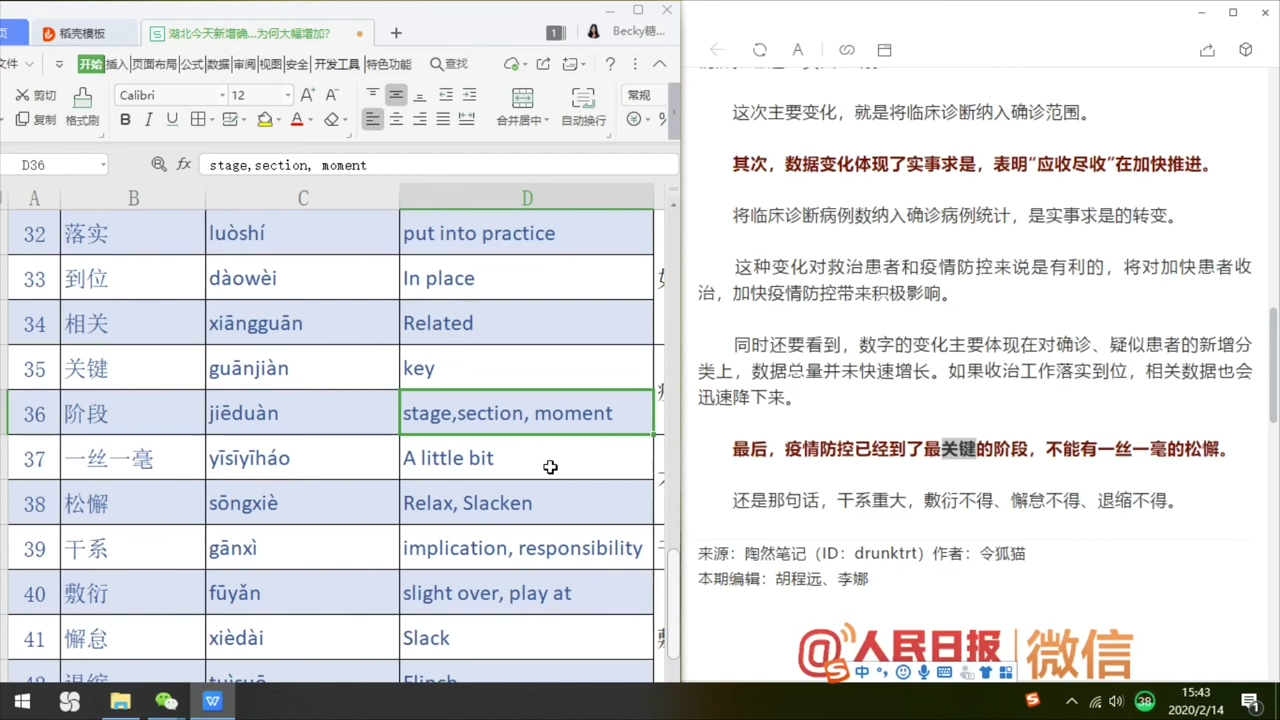 页
稻壳模板
湖北今天新增确...为何大幅增加?
1
Becky糖...
文件
开始 插入 页面布局 公式 数据 审阅 视图 安全 开发工具 特色功能 查找
剪切
复制
格式刷
Calibri
12
B I U
合并居中
自动换行
常规
D36
fx
stage,section, moment
A B C D
32 落实 luòshí put into practice
33 到位 dàowèi In place
34 相关 xiāngguān Related
35 关键 guānjiàn key
36 阶段 jiēduàn stage,section, moment
37 一丝一毫 yīsīyīháo A little bit
38 松懈 sōngxiè Relax, Slacken
39 干系 gānxì implication, responsibility
40 敷衍 fūyǎn slight over, play at
41 懈怠 xièdài Slack
这次主要变化，就是将临床诊断纳入确诊范围。
其次，数据变化体现了实事求是，表明“应收尽收”在加快推进。
将临床诊断病例数纳入确诊病例统计，是实事求是的转变。
这种变化对救治患者和疫情防控来说是有利的，将对加快患者收
治，加快疫情防控带来积极影响。
同时还要看到，数字的变化主要体现在对确诊、疑似患者的新增分
类上，数据总量并未快速增长。如果收治工作落实到位，相关数据也会
迅速降下来。
最后，疫情防控已经到了最关键的阶段，不能有一丝一毫的松懈。
还是那句话，干系重大，敷衍不得、懈怠不得、退缩不得。
来源：陶然笔记（ID：drunktrt）作者：令狐猫
本期编辑：胡程远、李娜
@人民日报 微信
中
38
15:43
2020/2/14
1